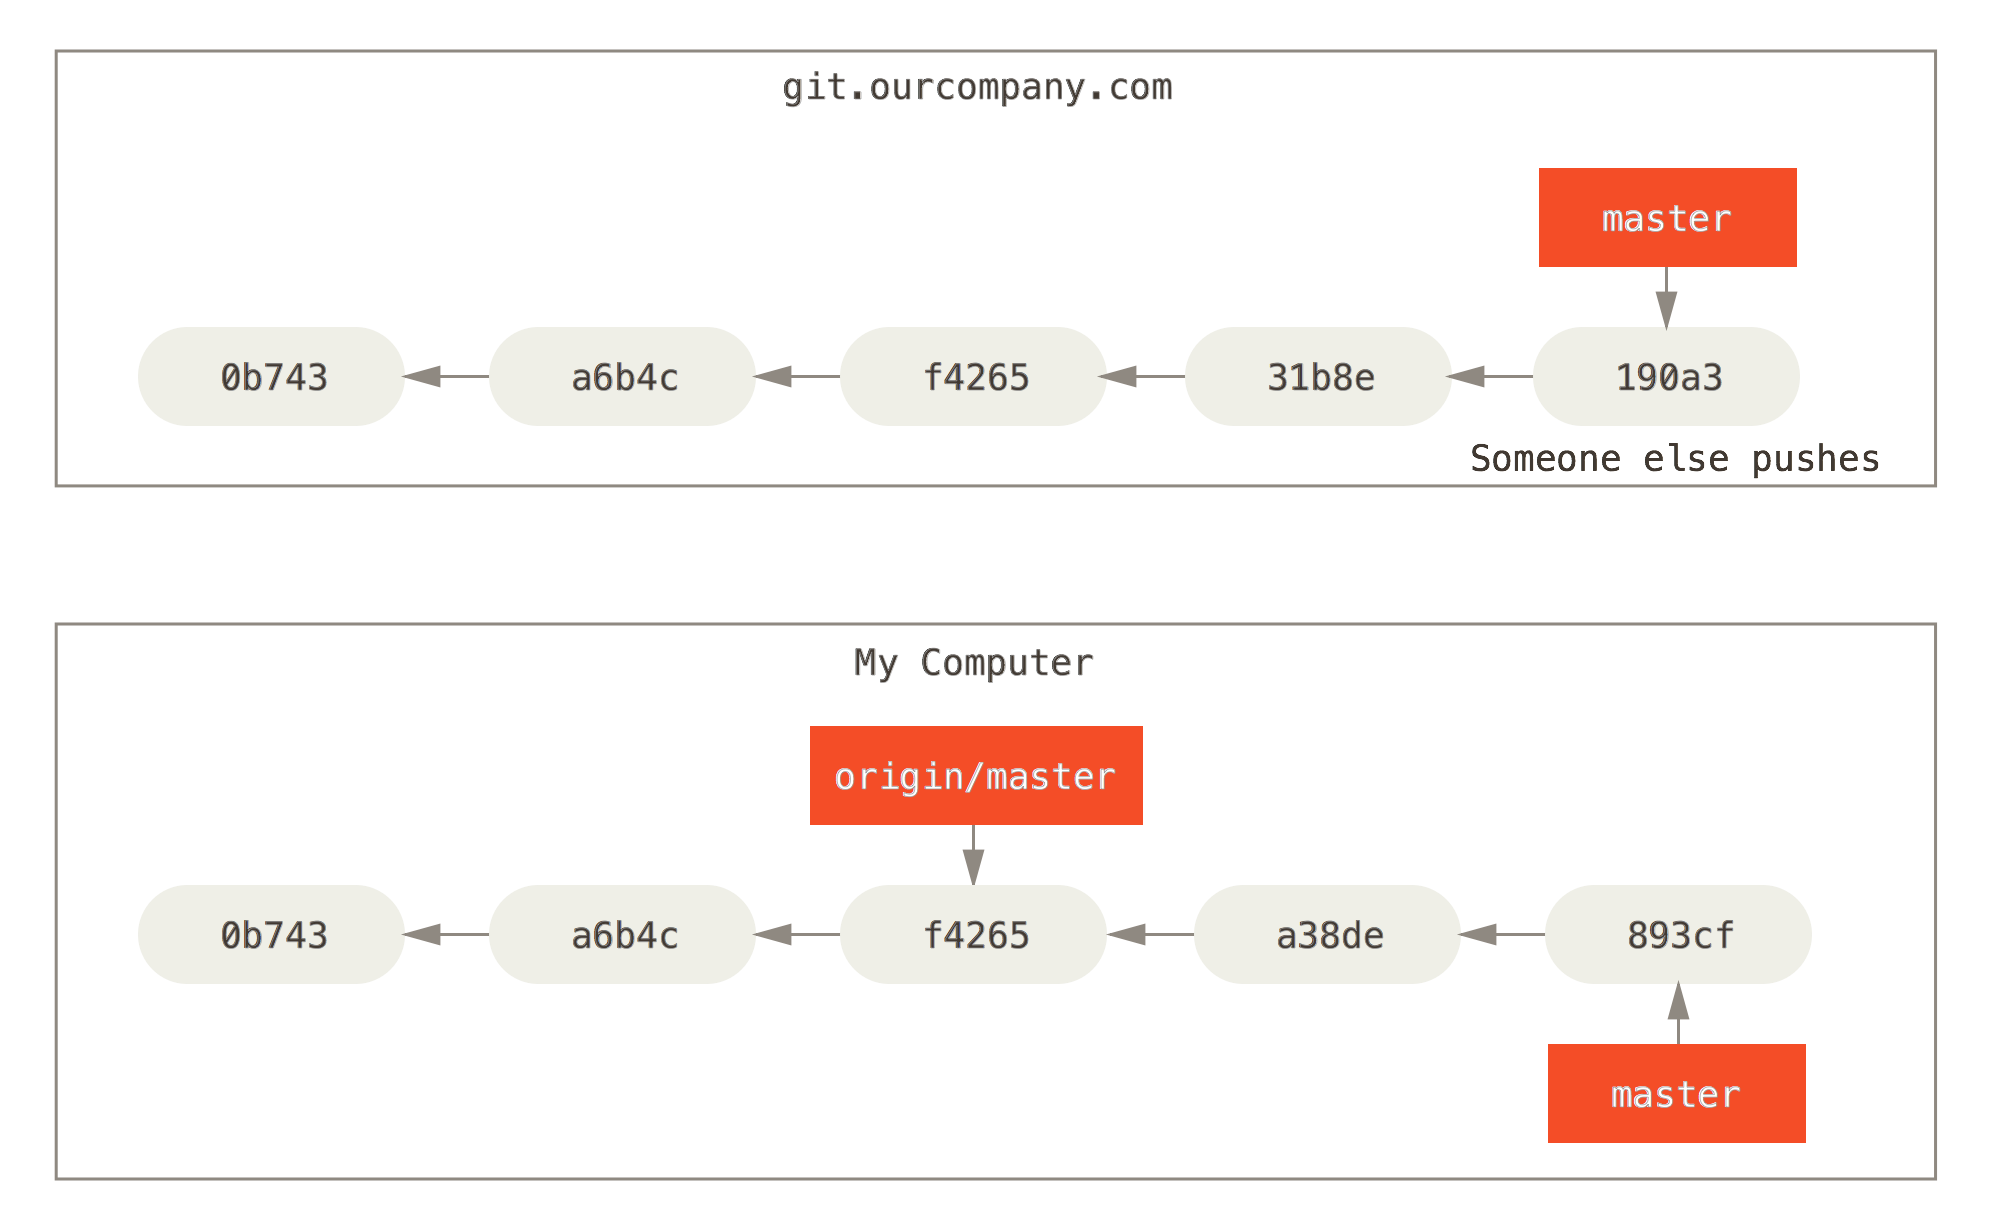 git.ourcompany.com
master
0b743 a6b4c f4265 31b8e 190a3
Someone else pushes
My Computer
origin/master
0b743 a6b4c f4265 a38de 893cf
master